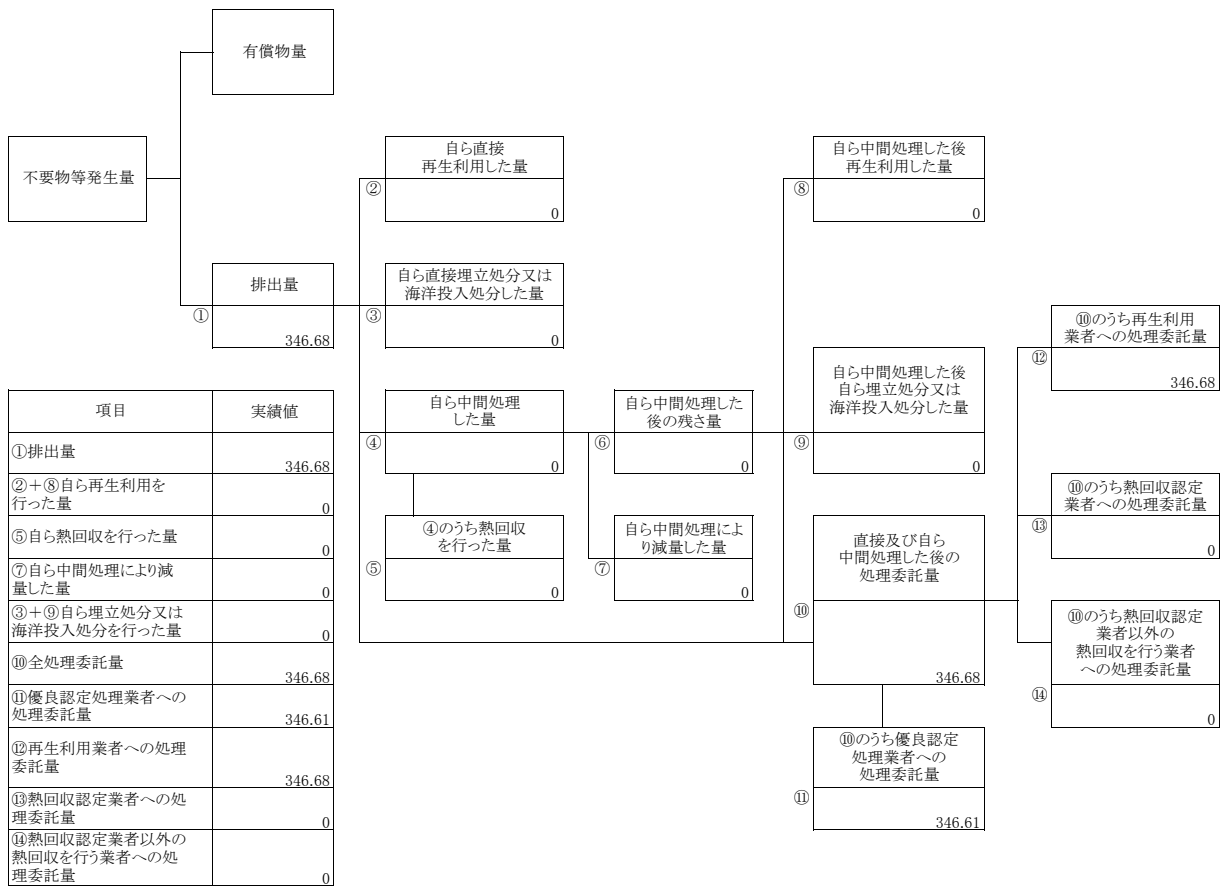 有償物量
不要物等発生量
自ら直接
再生利用した量
②
0
自ら中間処理した後
再生利用した量
⑧
0
排出量
①
346.68
自ら直接埋立処分又は
海洋投入処分した量
③
0
⑩のうち再生利用
業者への処理委託量
⑫
346.68
自ら中間処理
した量
④
0
自ら中間処理した
後の残さ量
⑥
0
自ら中間処理した後
自ら埋立処分又は
海洋投入処分した量
⑨
0
⑩のうち熱回収認定
業者への処理委託量
⑬
0
④のうち熱回収
を行った量
⑤
0
自ら中間処理によ
り減量した量
⑦
0
直接及び自ら
中間処理した後の
処理委託量
⑩
346.68
⑩のうち熱回収認定
業者以外の
熱回収を行う業者
への処理委託量
⑭
0
⑩のうち優良認定
処理業者への
処理委託量
⑪
346.61
項目 実績値
①排出量
346.68
②+⑧自ら再生利用を
行った量
0
⑤自ら熱回収を行った量
0
⑦自ら中間処理により減
量した量
0
③+⑨自ら埋立処分又は
海洋投入処分を行った量
0
⑩全処理委託量
346.68
⑪優良認定処理業者への
処理委託量
346.61
⑫再生利用業者への処理
委託量
346.68
⑬熱回収認定業者への処
理委託量
0
⑭熱回収認定業者以外の
熱回収を行う業者への処
理委託量
0